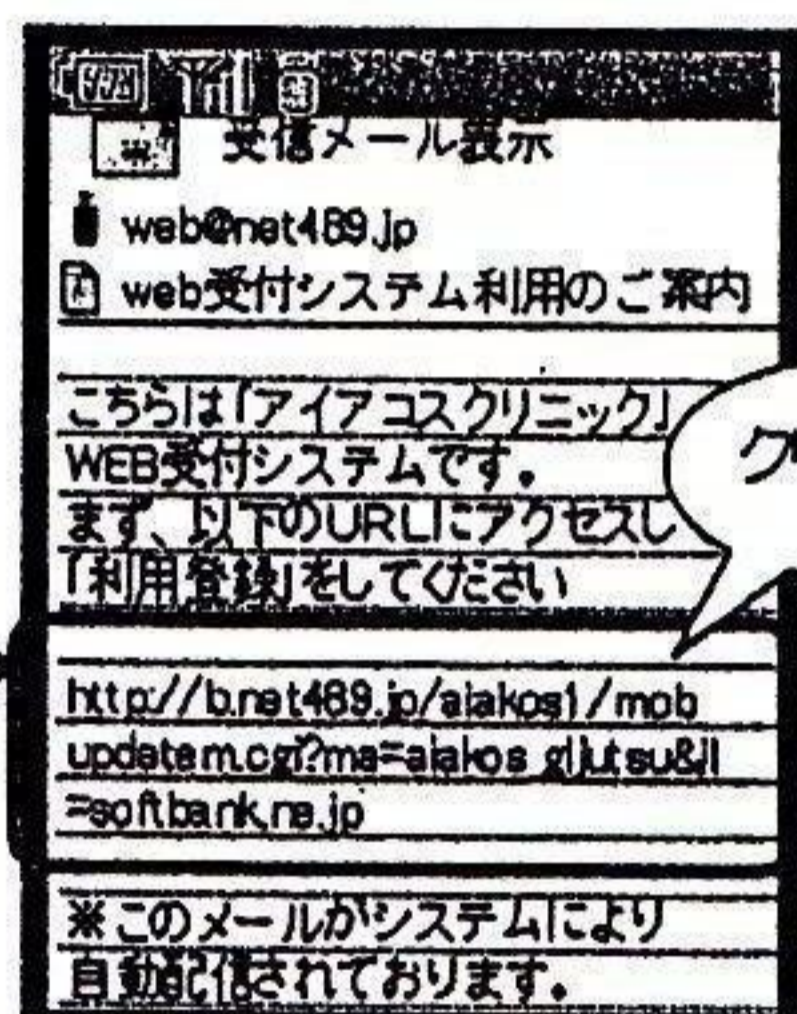 受信メール表示
web@net489.jp
web受付システム利用のご案内
こちらは「アイアコスクリニック」
WEB受付システムです。
まず、以下のURLにアクセスし
「利用登録」をしてください
http://b.net489.jp/aiakos1/mob
updatem.cgi?ma=aiakos gijutsu&jl
=softbank.ne.jp
※このメールがシステムにより
自動配信されております。